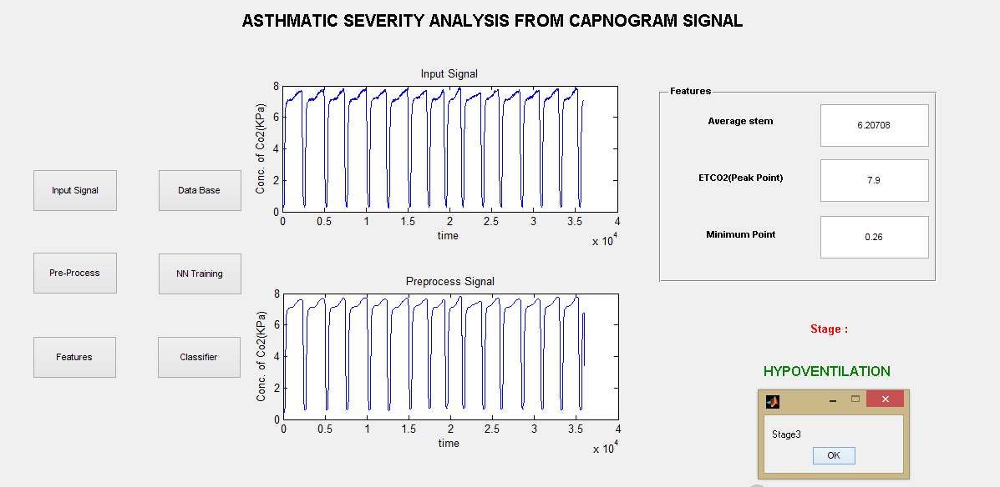 ASTHMATIC SEVERITY ANALYSIS FROM CAPNOGRAM SIGNAL
Input Signal
Data Base
Pre-Process
NN Training
Features
Classifier
Input Signal
Conc. of Co2(KPa)
8
6
4
2
0
0 0.5 1 1.5 2 2.5 3 3.5 4
time
x 10^4
Preprocess Signal
Conc. of Co2(KPa)
8
6
4
2
0
0 0.5 1 1.5 2 2.5 3 3.5 4
time
x 10^4
Features
Average stem 6.20708
ETCO2(Peak Point) 7.9
Minimum Point 0.26
Stage :
HYPOVENTILATION
Stage3
OK